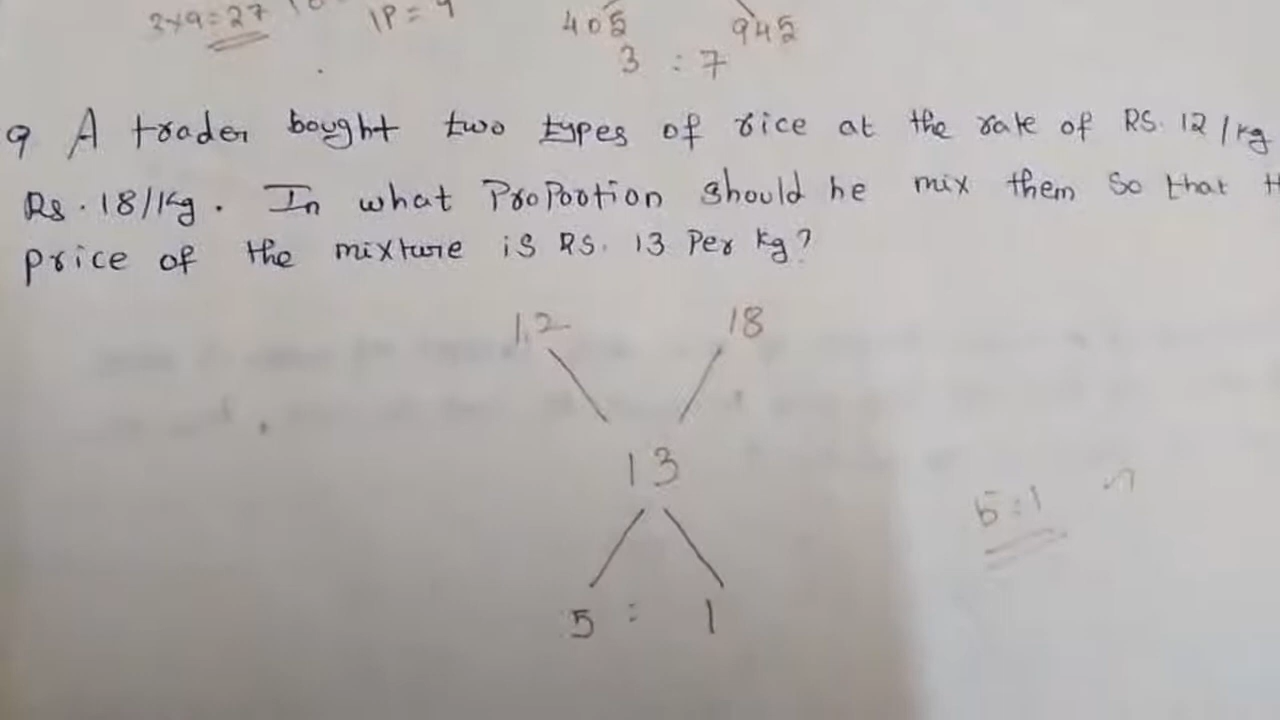 3x9=27 1P = 9
405 945
3 : 7
9 A trader bought two types of rice at the rate of RS. 12/kg
Rs. 18/kg. In what Proportion should he mix them so that
price of the mixture is RS. 13 Per kg?
12 18
13
5 : 1
5:1